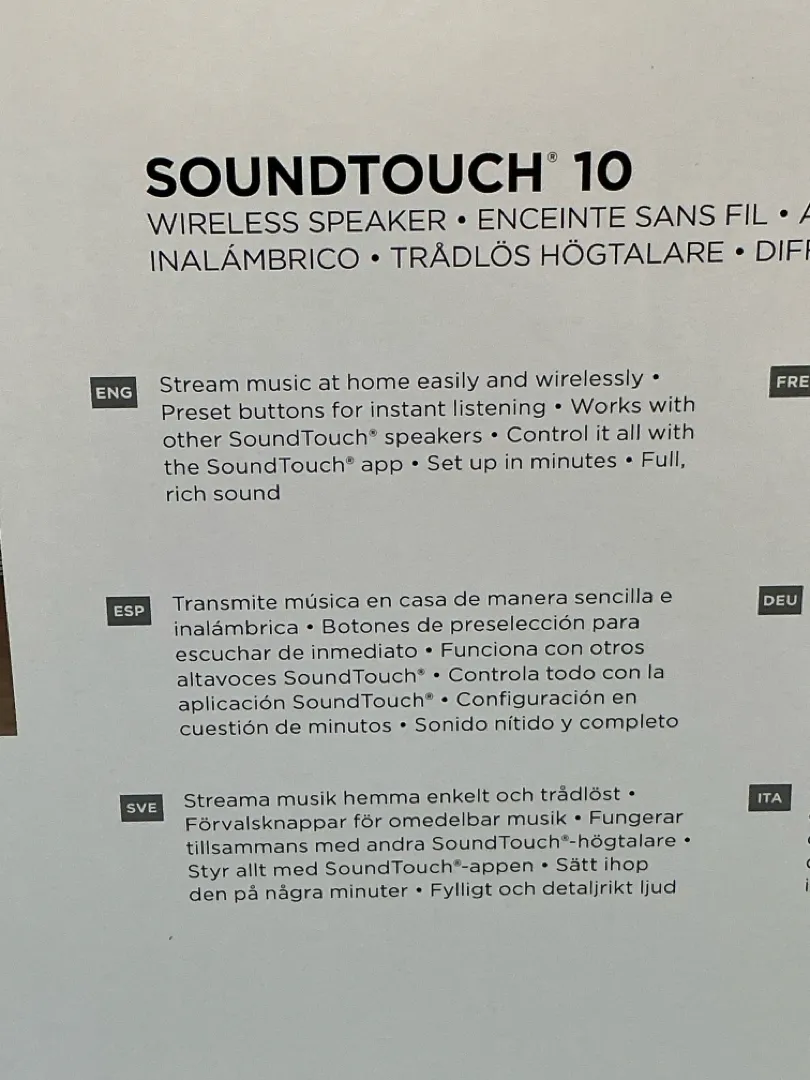 SOUNDTOUCH® 10
WIRELESS SPEAKER • ENCEINTE SANS FIL •
INALÁMBRICO • TRÅDLÖS HÖGTALARE •
ENG
Stream music at home easily and wirelessly •
Preset buttons for instant listening • Works with
other SoundTouch® speakers • Control it all with
the SoundTouch® app • Set up in minutes • Full,
rich sound
FRE
ESP
Transmite música en casa de manera sencilla e
inalámbrica • Botones de preselección para
escuchar de inmediato • Funciona con otros
altavoces SoundTouch® • Controla todo con la
aplicación SoundTouch® • Configuración en
cuestión de minutos • Sonido nítido y completo
DEU
SVE
Streama musik hemma enkelt och trådlöst •
Förvalsknappar för omedelbar musik • Fungerar
tillsammans med andra SoundTouch®-högtalare •
Styr allt med SoundTouch®-appen • Sätt ihop
den på några minuter • Fylligt och detaljrikt ljud
ITA